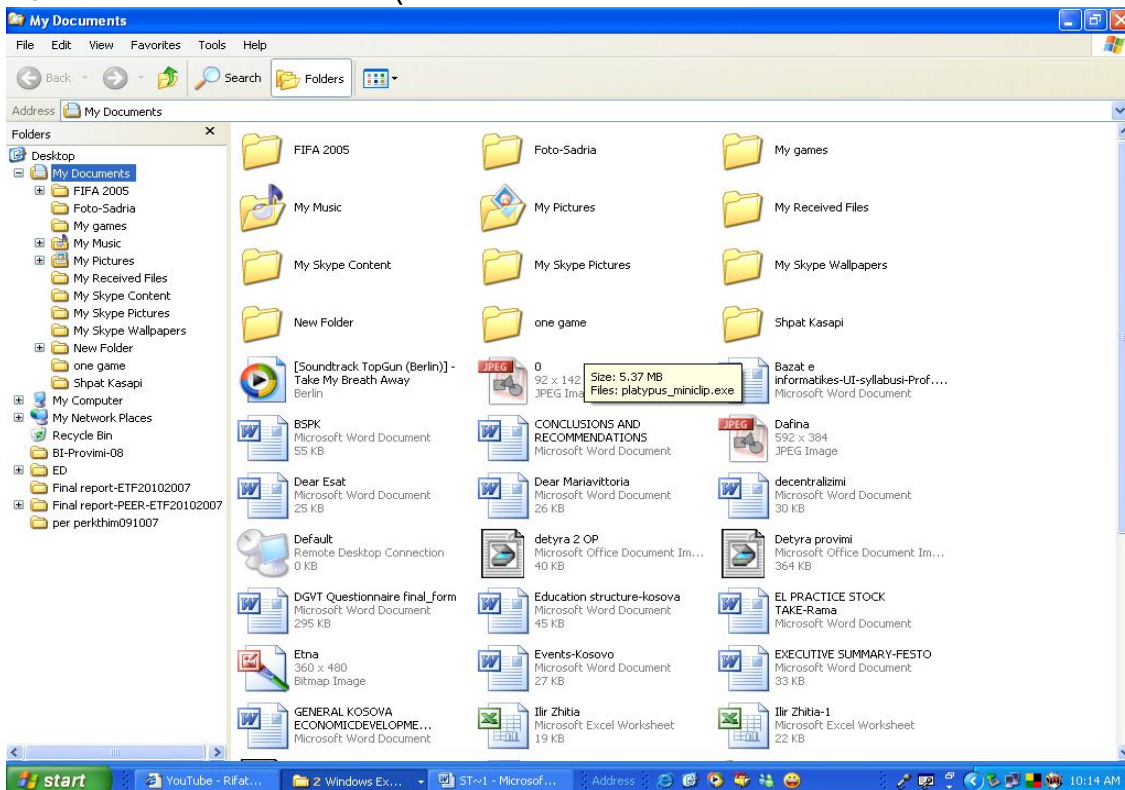 My Documents
File Edit View Favorites Tools Help
Back Search Folders
Address My Documents
Folders
Desktop
My Documents
FIFA 2005
Foto-Sadria
My games
My Music
My Pictures
My Received Files
My Skype Content
My Skype Pictures
My Skype Wallpapers
New Folder
one game
Shpat Kasapi
My Computer
My Network Places
Recycle Bin
BI-Provimi-08
ED
Final report-ETF20102007
Final report-PEER-ETF20102007
per perkthim091007
FIFA 2005
Foto-Sadria
My games
My Music
My Pictures
My Received Files
My Skype Content
My Skype Pictures
My Skype Wallpapers
New Folder
one game
Shpat Kasapi
[Soundtrack TopGun (Berlin)] -
Take My Breath Away
Berlin
JPEG
0
92 x 142
JPEG Ima
Size: 5.37 MB
Files: platypus_miniclip.exe
Bazat e
informatikes-UI-syllabusi-Prof....
Microsoft Word Document
BSPK
Microsoft Word Document
55 KB
CONCLUSIONS AND
RECOMMENDATIONS
Microsoft Word Document
JPEG
Dafina
592 x 384
JPEG Image
Dear Esat
Microsoft Word Document
25 KB
Dear Mariavittoria
Microsoft Word Document
26 KB
decentralizimi
Microsoft Word Document
30 KB
Default
Remote Desktop Connection
0 KB
detyra 2 OP
Microsoft Office Document Im...
40 KB
Detyra provimi
Microsoft Office Document Im...
364 KB
DGVT Questionnaire final_form
Microsoft Word Document
295 KB
Education structure-kosova
Microsoft Word Document
45 KB
EL PRACTICE STOCK
TAKE-Rama
Microsoft Word Document
Etna
360 x 480
Bitmap Image
Events-Kosovo
Microsoft Word Document
27 KB
EXECUTIVE SUMMARY-FESTO
Microsoft Word Document
33 KB
GENERAL KOSOVA
ECONOMICDEVELOPME...
Microsoft Word Document
Ilir Zhitia
Microsoft Excel Worksheet
19 KB
Ilir Zhitia-1
Microsoft Excel Worksheet
22 KB
start YouTube - Rifat... 2 Windows Ex... ST~1 - Microsof... Address 10:14 AM